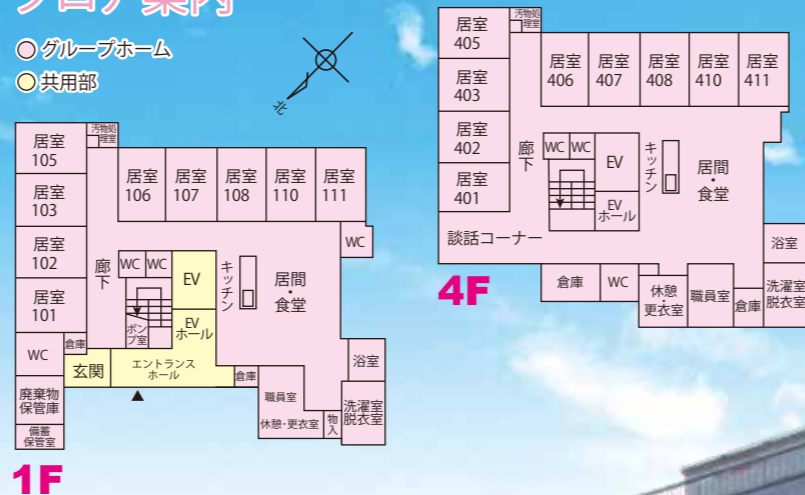 フロア案内
グループホーム
共用部
北
居室
105
汚物処
理室
居室
103
居室
102
居室
101
居室
106
居室
107
居室
108
居室
110
居室
111
WC
廊下
WC
WC
EV
キッチン
居間
・
食堂
ポン
プ室
EV
ホール
WC
倉庫
玄関
エントランス
ホール
倉庫
職員室
休憩・更衣室
物入
浴室
洗濯室
脱衣室
廃棄物
保管庫
備蓄
保管室
1F
居室
405
汚物処
理室
居室
403
居室
402
居室
401
居室
406
居室
407
居室
408
居室
410
居室
411
廊下
WC
WC
EV
キッチン
居間
・
食堂
EV
ホール
談話コーナー
倉庫
WC
休憩
・
更衣室
職員室
倉庫
浴室
洗濯室
脱衣室
4F